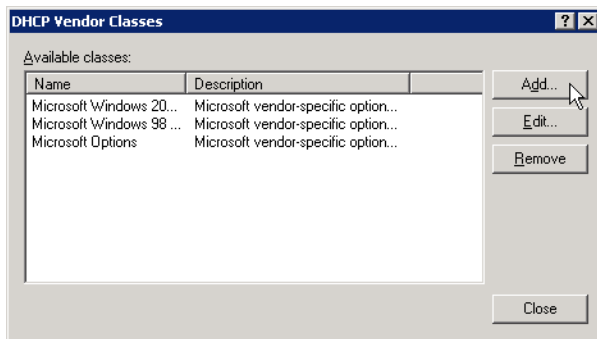 DHCP Vendor Classes
Available classes:
Name Description
Add...
Microsoft Windows 20... Microsoft vendor-specific option...
Microsoft Windows 98 ... Microsoft vendor-specific option...
Edit...
Microsoft Options Microsoft vendor-specific option...
Remove
Close